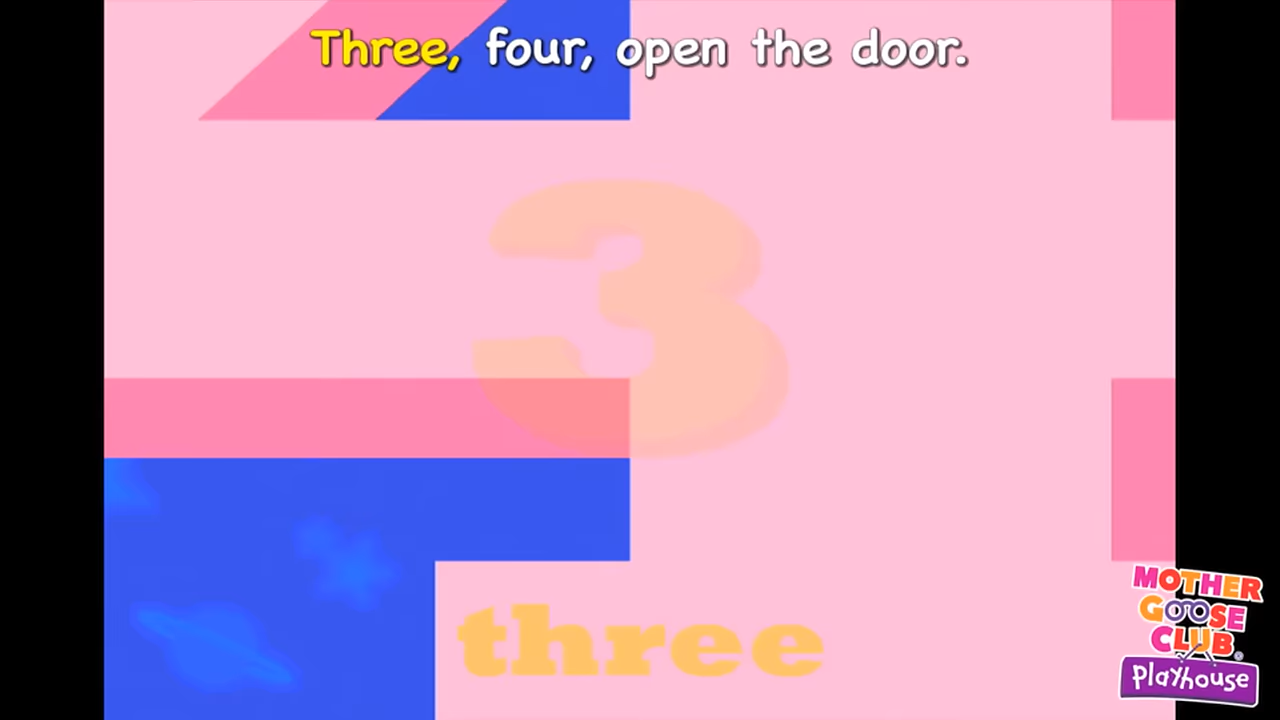 Three, four, open the door.
3
three
MOTHER
GOOSE
CLUB
playhouse